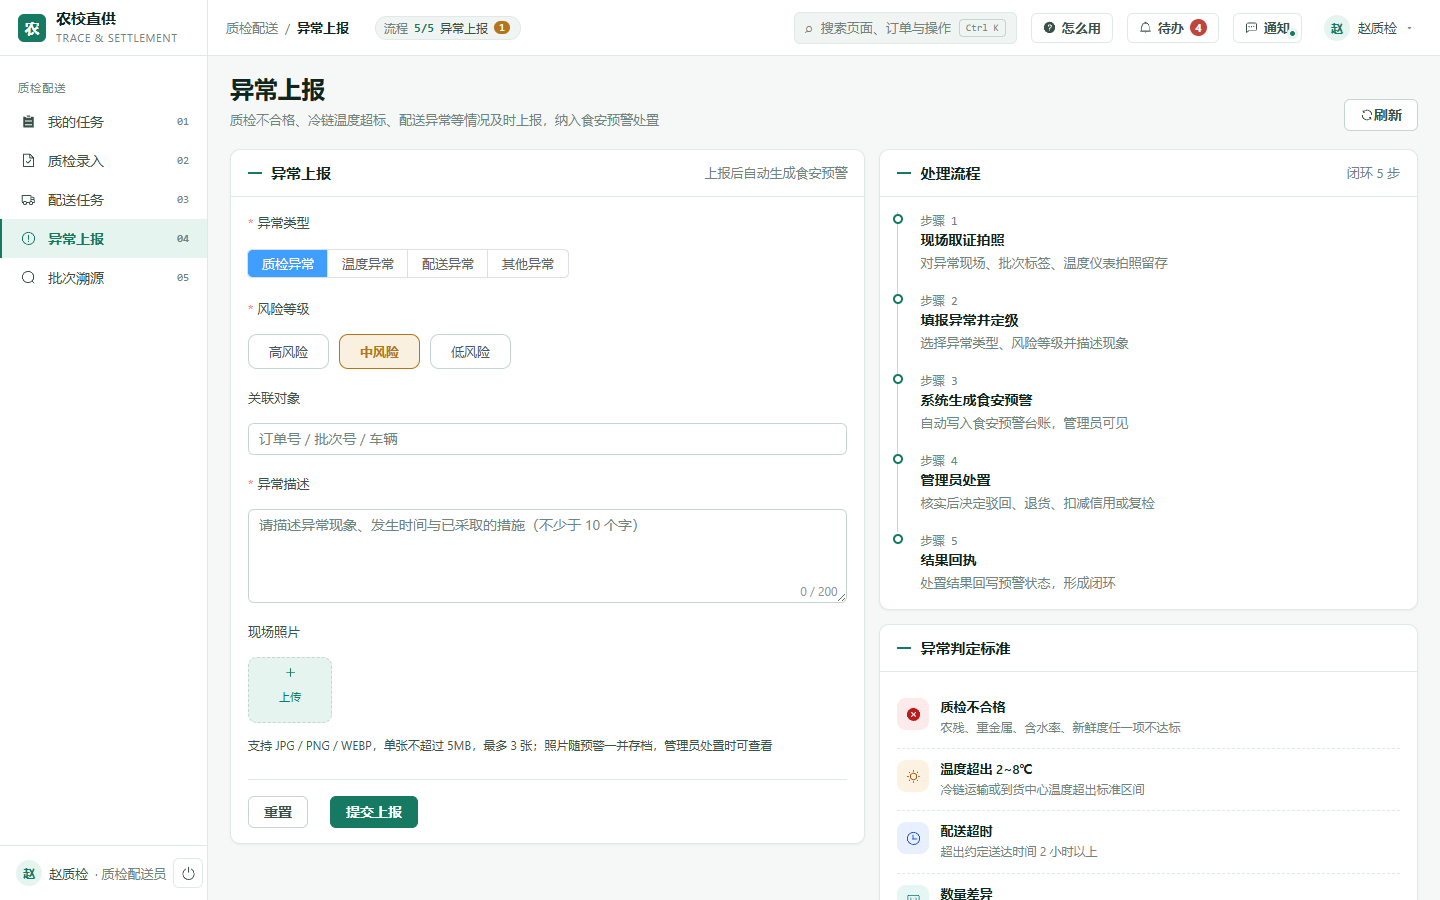 农
农校直供
TRACE & SETTLEMENT
质检配送
我的任务 01
质检录入 02
配送任务 03
异常上报 04
批次溯源 05
赵 赵质检 · 质检配送员
质检配送 / 异常上报
流程 5/5 异常上报 1
搜索页面、订单与操作 Ctrl K
怎么用
待办 4
通知
赵 赵质检
异常上报
质检不合格、冷链温度超标、配送异常等情况及时上报，纳入食安预警处置
刷新
异常上报 上报后自动生成食安预警
* 异常类型
质检异常 温度异常 配送异常 其他异常
* 风险等级
高风险 中风险 低风险
关联对象
订单号 / 批次号 / 车辆
* 异常描述
请描述异常现象、发生时间与已采取的措施（不少于 10 个字）
0 / 200
现场照片
上传
支持 JPG / PNG / WEBP，单张不超过 5MB，最多 3 张；照片随预警一并存档，管理员处置时可查看
重置 提交上报
处理流程 闭环 5 步
步骤 1
现场取证拍照
对异常现场、批次标签、温度仪表拍照留存
步骤 2
填报异常并定级
选择异常类型、风险等级并描述现象
步骤 3
系统生成食安预警
自动写入食安预警台账，管理员可见
步骤 4
管理员处置
核实后决定驳回、退货、扣减信用或复检
步骤 5
结果回执
处置结果回写预警状态，形成闭环
异常判定标准
质检不合格
农残、重金属、含水率、新鲜度任一项不达标
温度超出 2~8℃
冷链运输或到货中心温度超出标准区间
配送超时
超出约定送达时间 2 小时以上
数量差异